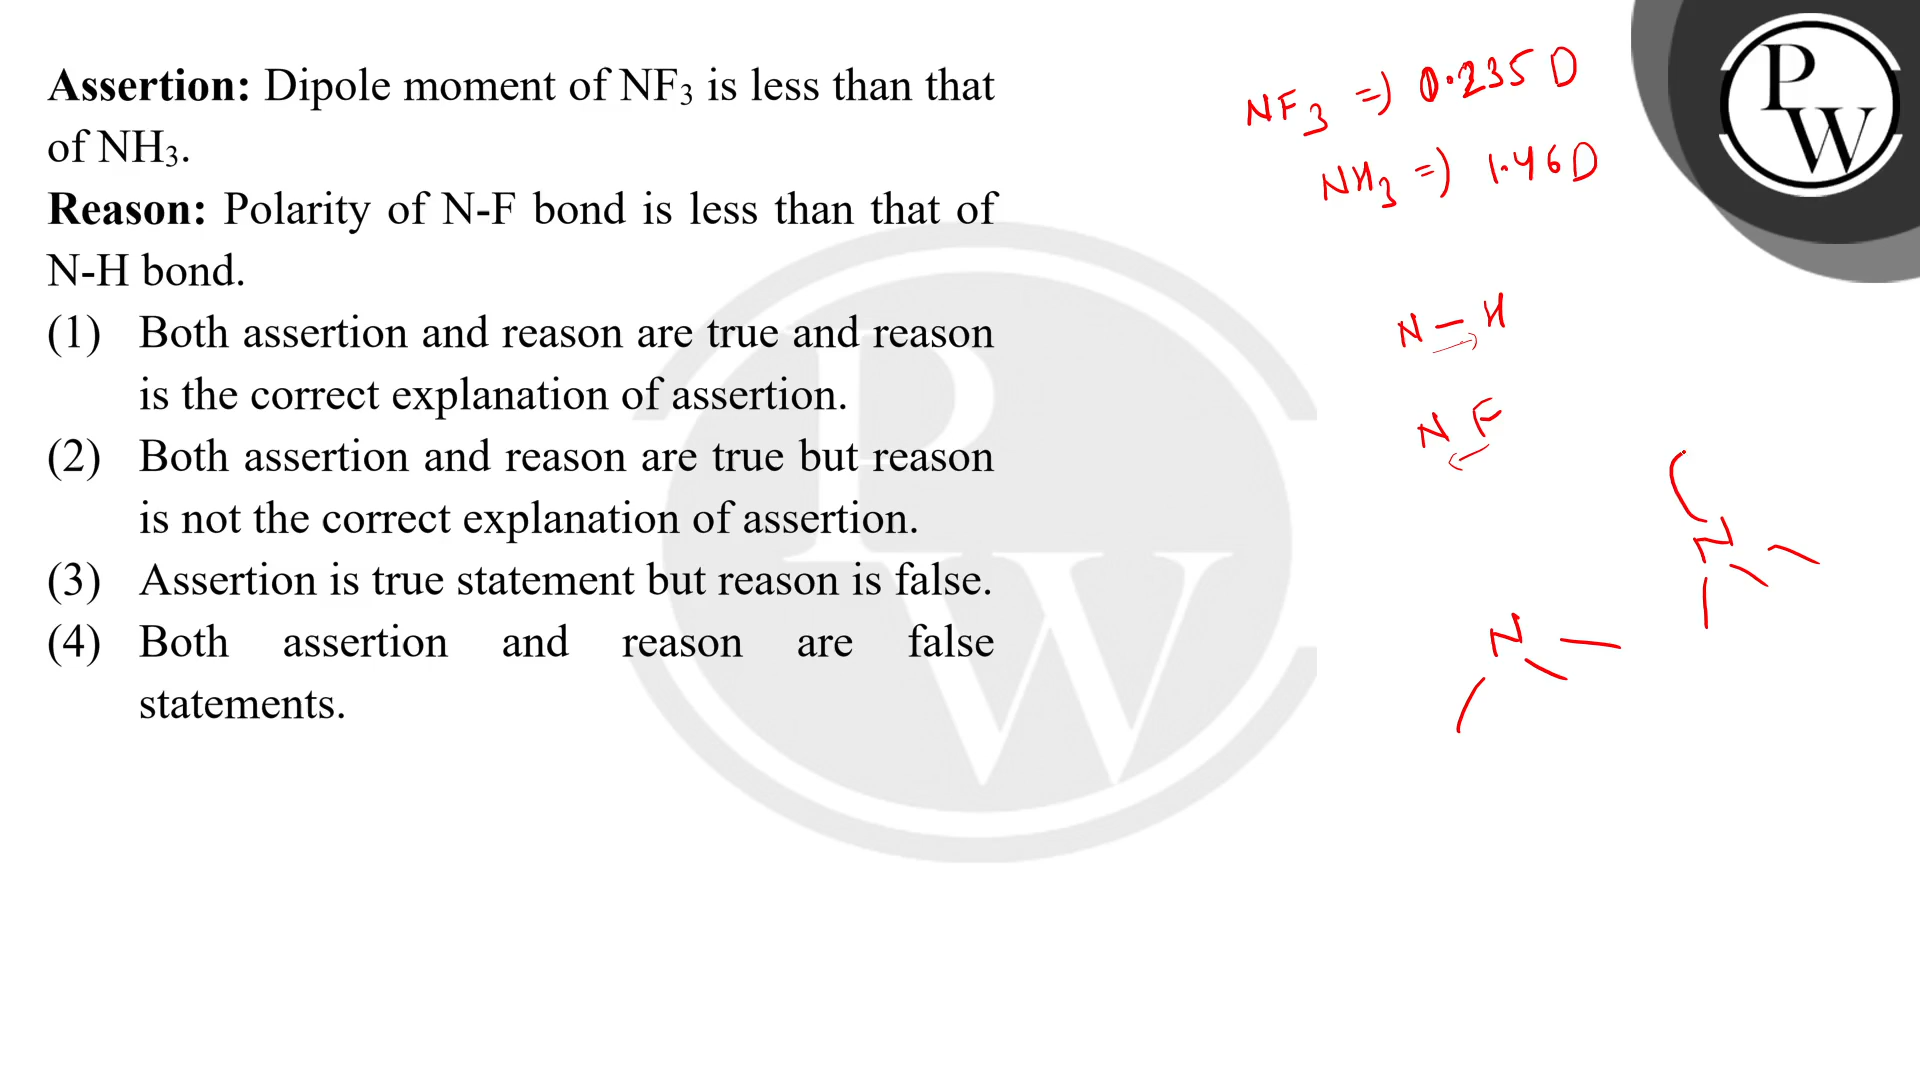 Assertion: Dipole moment of NF3 is less than that
of NH3.
Reason: Polarity of N-F bond is less than that of
N-H bond.
(1) Both assertion and reason are true and reason
is the correct explanation of assertion.
(2) Both assertion and reason are true but reason
is not the correct explanation of assertion.
(3) Assertion is true statement but reason is false.
(4) Both assertion and reason are false
statements.
NF3 => 0.235 D
NH3 => 1.46 D
N - H
N F
N
N
PW
PW